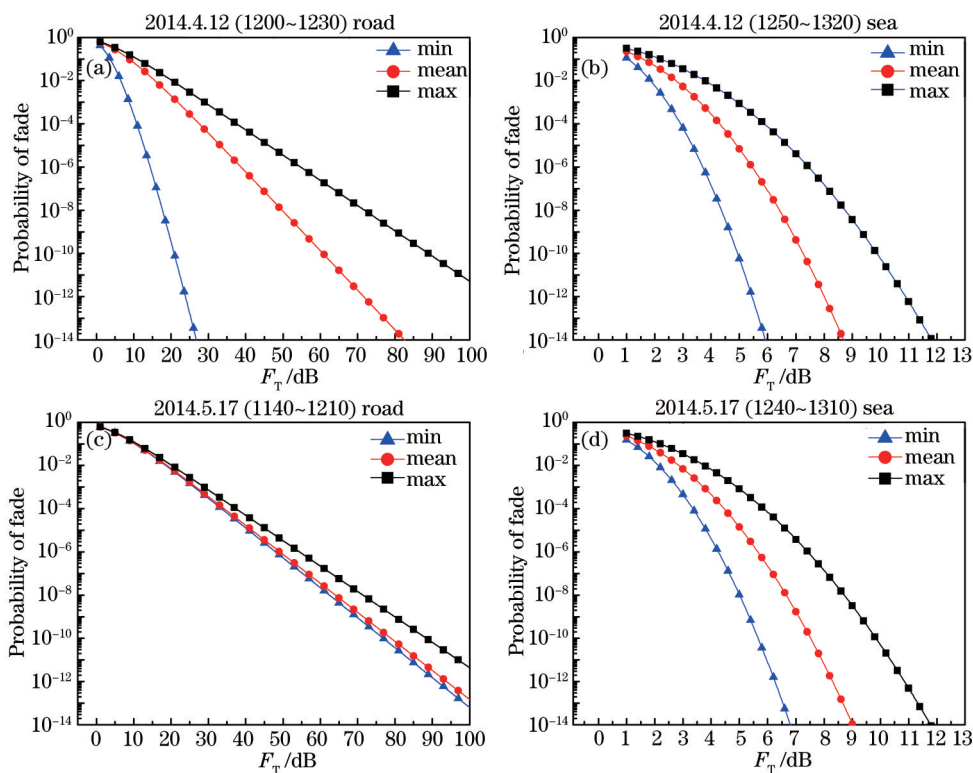 2014.4.12 (1200~1230) road
(a)
min
mean
max
Probability of fade
10⁰
10⁻²
10⁻⁴
10⁻⁶
10⁻⁸
10⁻¹⁰
10⁻¹²
10⁻¹⁴
0 10 20 30 40 50 60 70 80 90 100
F_T /dB
2014.4.12 (1250~1320) sea
(b)
min
mean
max
Probability of fade
10⁰
10⁻²
10⁻⁴
10⁻⁶
10⁻⁸
10⁻¹⁰
10⁻¹²
10⁻¹⁴
0 1 2 3 4 5 6 7 8 9 10 11 12 13
F_T /dB
2014.5.17 (1140~1210) road
(c)
min
mean
max
Probability of fade
10⁰
10⁻²
10⁻⁴
10⁻⁶
10⁻⁸
10⁻¹⁰
10⁻¹²
10⁻¹⁴
0 10 20 30 40 50 60 70 80 90 100
F_T /dB
2014.5.17 (1240~1310) sea
(d)
min
mean
max
Probability of fade
10⁰
10⁻²
10⁻⁴
10⁻⁶
10⁻⁸
10⁻¹⁰
10⁻¹²
10⁻¹⁴
0 1 2 3 4 5 6 7 8 9 10 11 12 13
F_T /dB